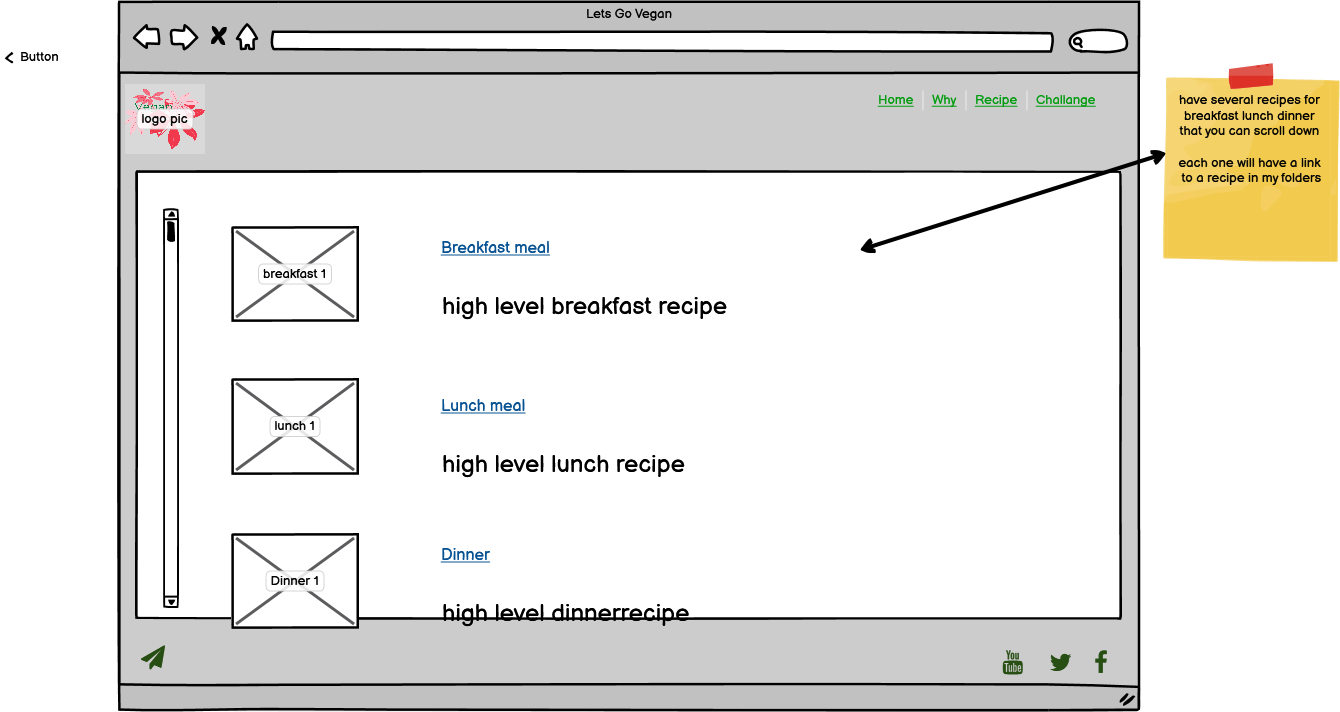 Lets Go Vegan
Button
logo pic
Home
Why
Recipe
Challange
have several recipes for
breakfast lunch dinner
that you can scroll down
each one will have a link
to a recipe in my folders
breakfast 1
Breakfast meal
high level breakfast recipe
lunch 1
Lunch meal
high level lunch recipe
Dinner 1
Dinner
high level dinnerrecipe
You
Tube